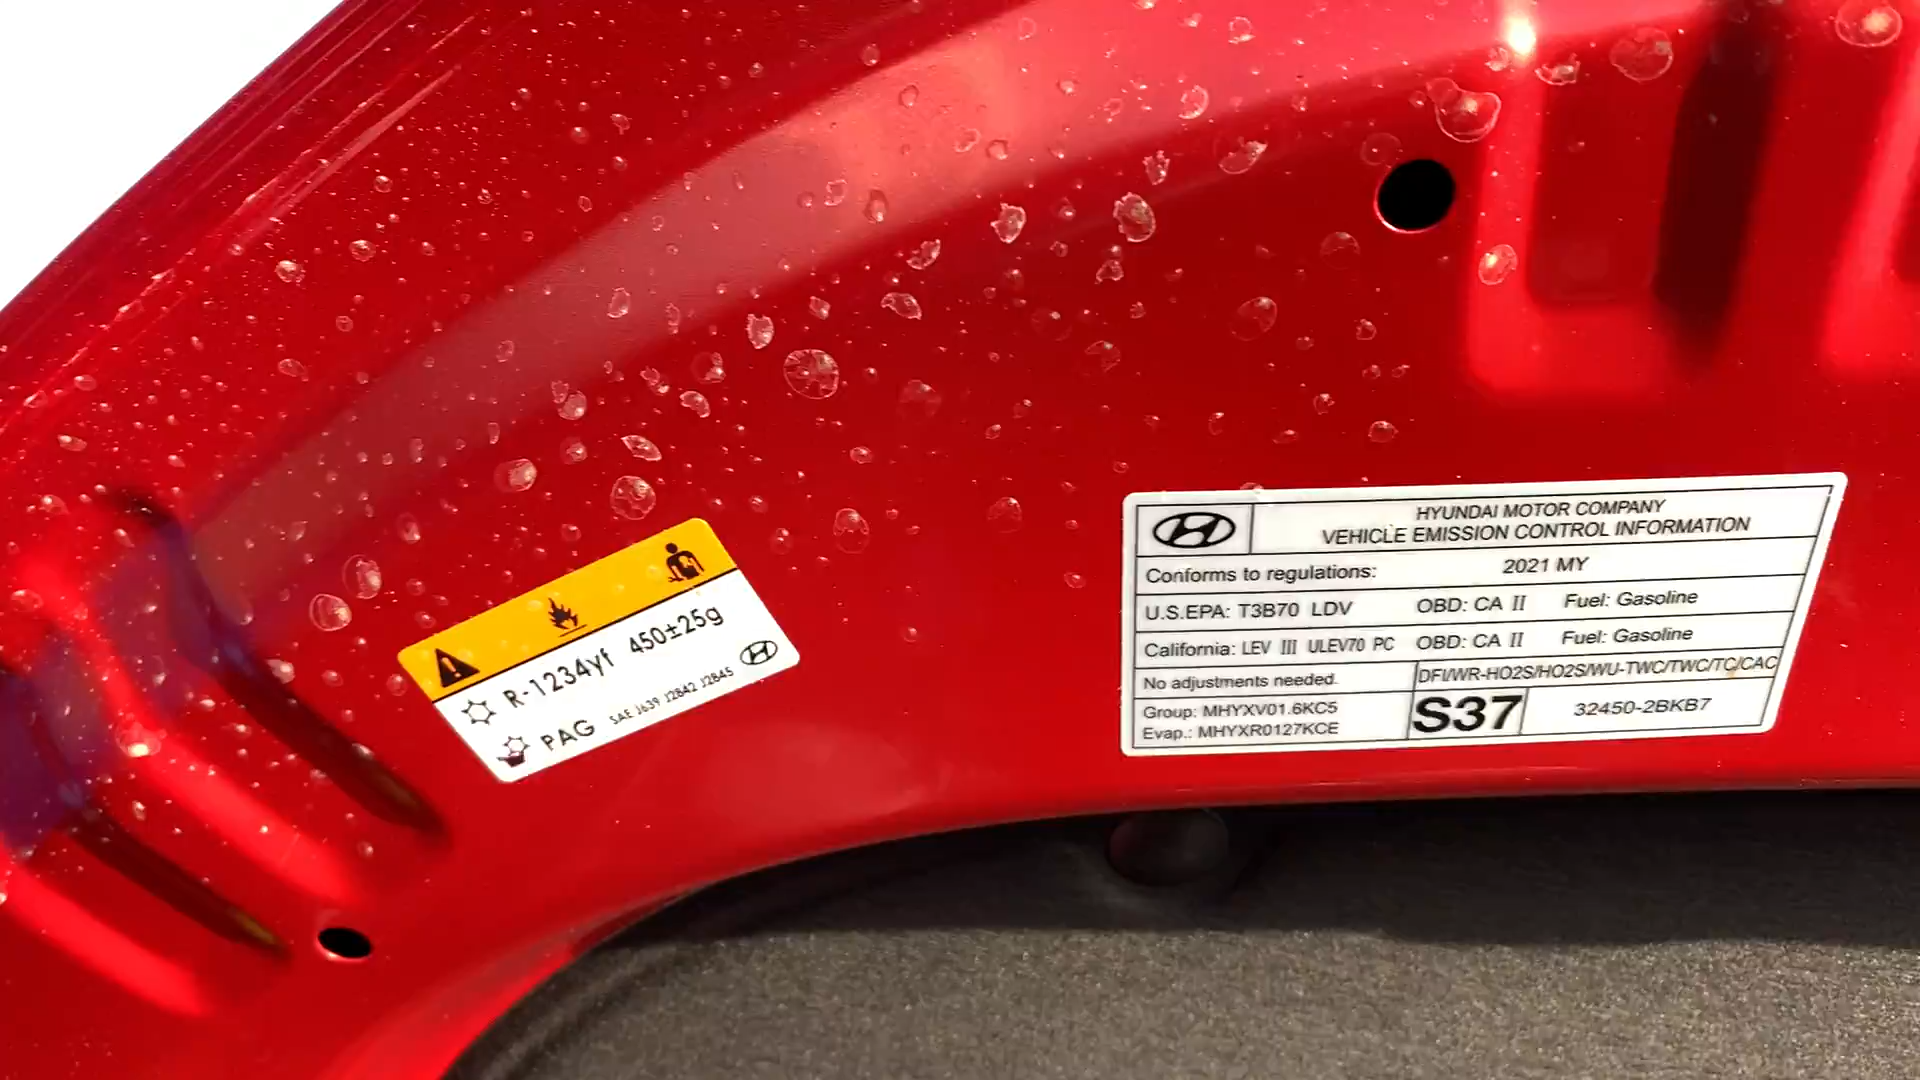 R-1234yf 450±25g
PAG SAE J639 J2842 J2845
HYUNDAI MOTOR COMPANY
VEHICLE EMISSION CONTROL INFORMATION
Conforms to regulations: 2021 MY
U.S.EPA: T3B70 LDV OBD: CA II Fuel: Gasoline
California: LEV III ULEV70 PC OBD: CA II Fuel: Gasoline
No adjustments needed. DFI/WR-HO2S/HO2S/WU-TWC/TWC/TC/CAC
Group: MHYXV01.6KC5
Evap.: MHYXR0127KCE
S37
32450-2BKB7